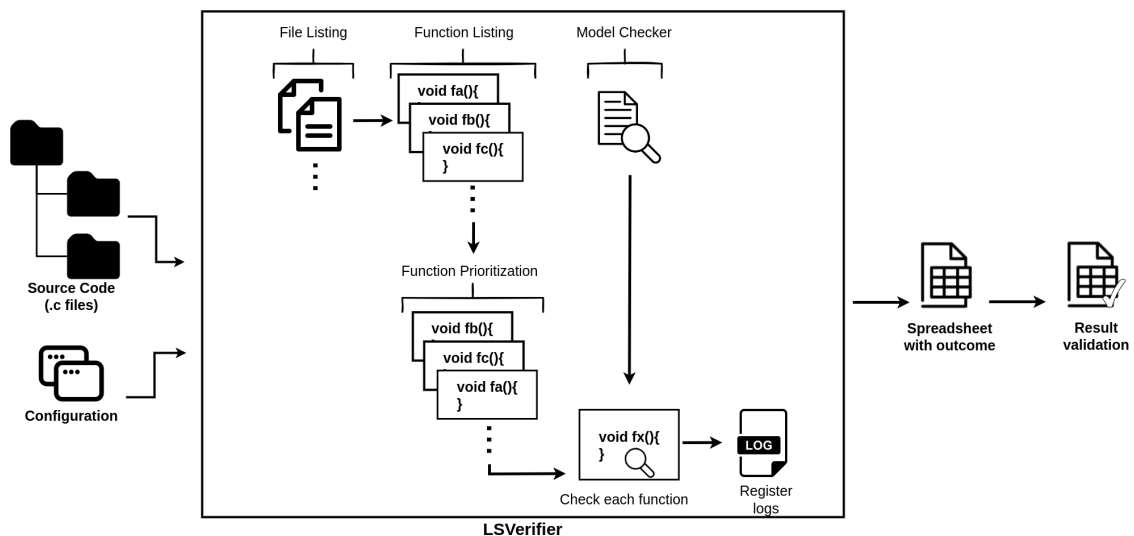 File Listing
Function Listing
Model Checker
void fa(){
void fb(){
void fc(){
}
Source Code
(.c files)
Function Prioritization
void fb(){
void fc(){
void fa(){
}
Configuration
void fx(){
}
LOG
Check each function
Register
logs
LSVerifier
Spreadsheet
with outcome
Result
validation